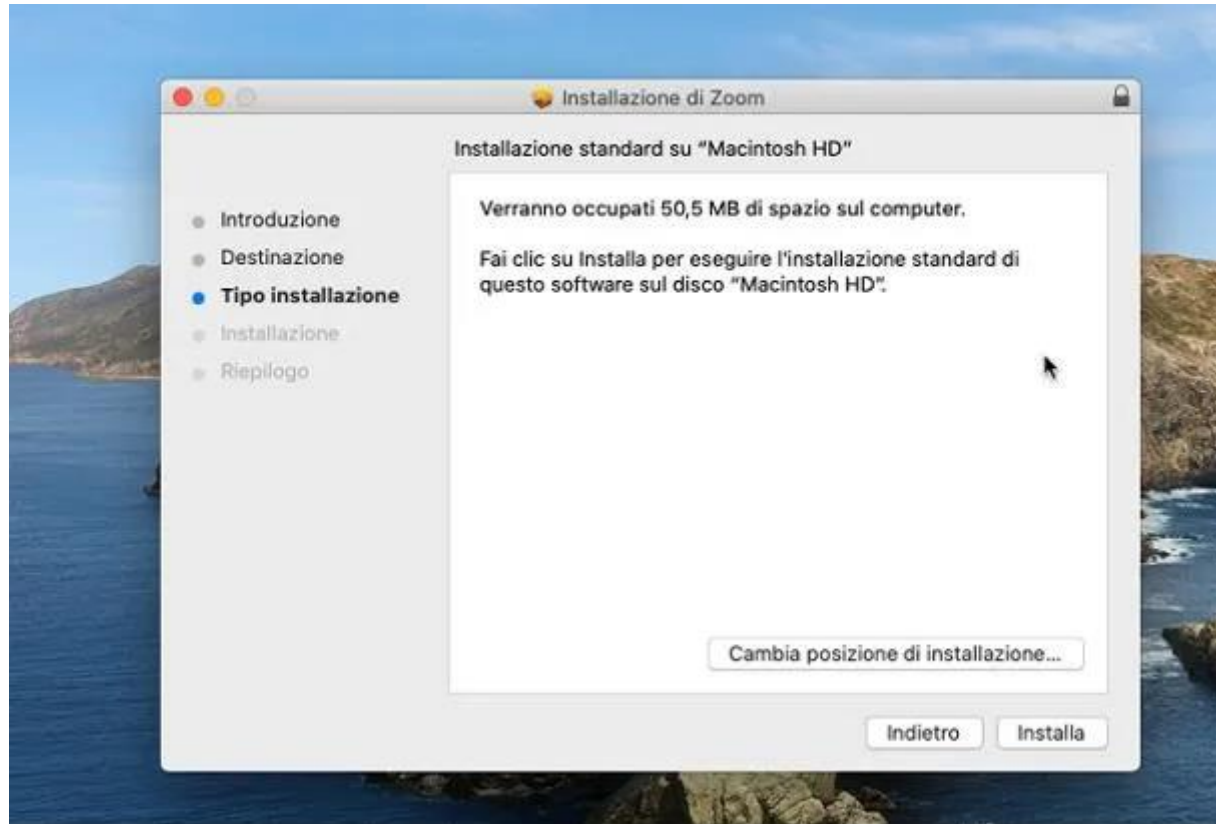 Installazione di Zoom
Installazione standard su "Macintosh HD"
Introduzione
Destinazione
Tipo installazione
Installazione
Riepilogo
Verranno occupati 50,5 MB di spazio sul computer.
Fai clic su Installa per eseguire l'installazione standard di
questo software sul disco "Macintosh HD".
Cambia posizione di installazione...
Indietro
Installa